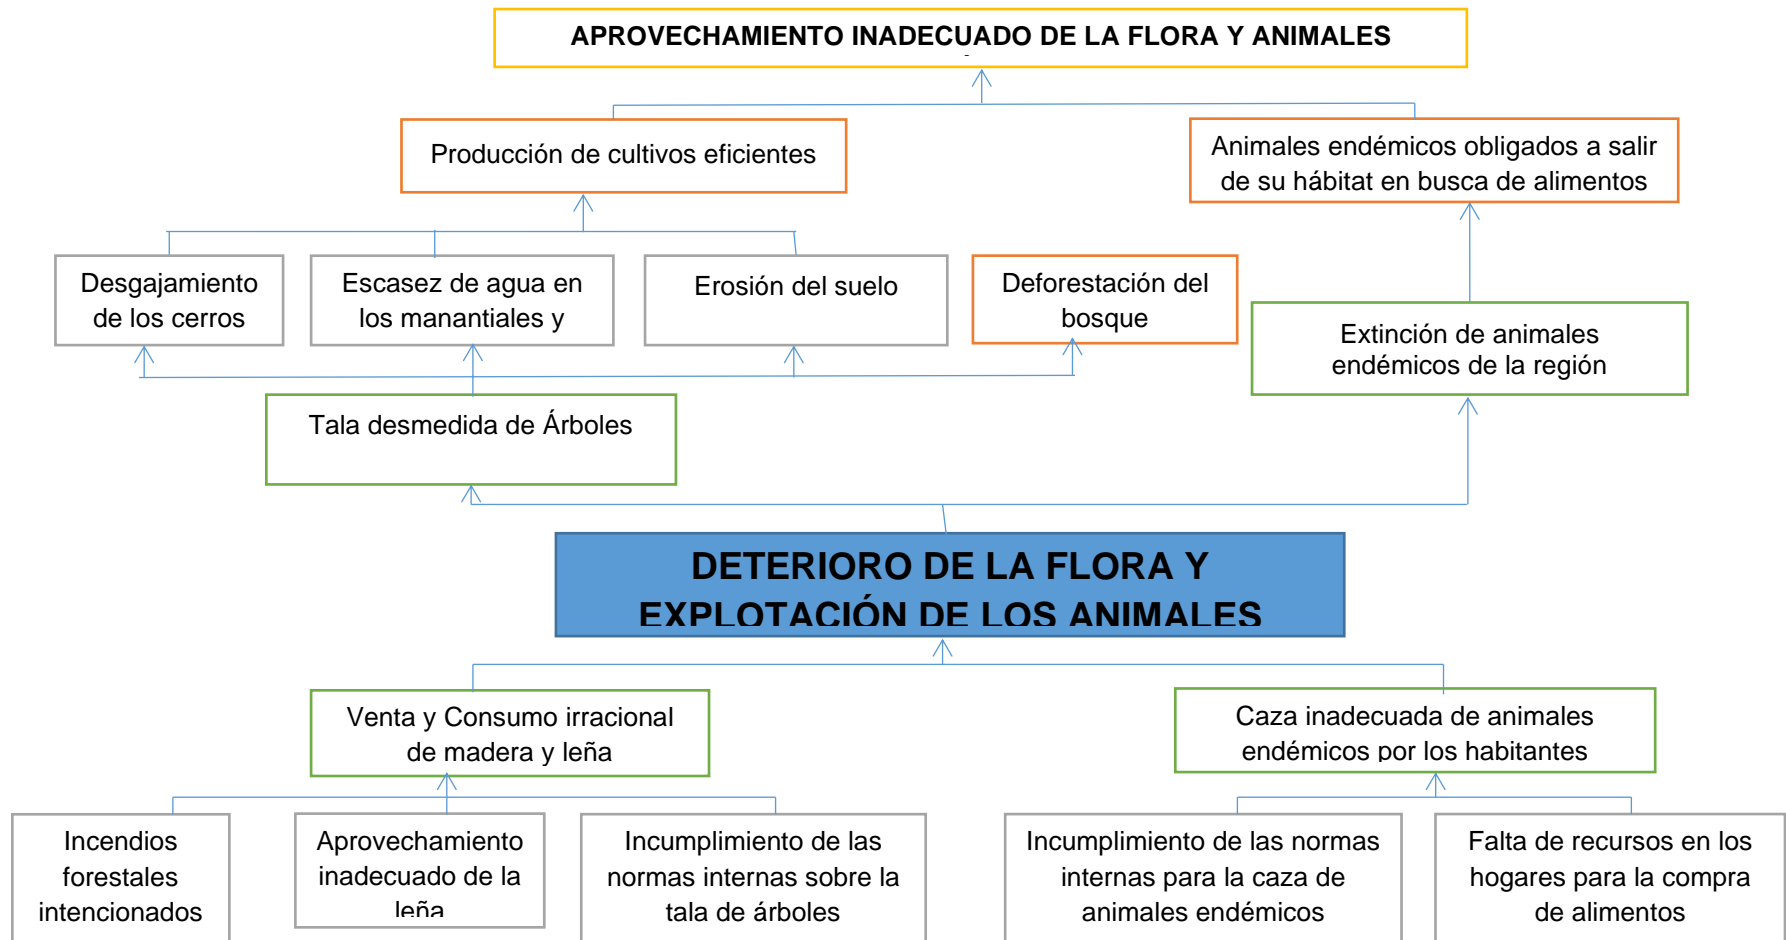 APROVECHAMIENTO INADECUADO DE LA FLORA Y ANIMALES
Producción de cultivos eficientes
Animales endémicos obligados a salir
de su hábitat en busca de alimentos
Desgajamiento
de los cerros
Escasez de agua en
los manantiales y
Erosión del suelo
Deforestación del
bosque
Extinción de animales
endémicos de la región
Tala desmedida de Árboles
DETERIORO DE LA FLORA Y
EXPLOTACIÓN DE LOS ANIMALES
Venta y Consumo irracional
de madera y leña
Caza inadecuada de animales
endémicos por los habitantes
Incendios
forestales
intencionados
Aprovechamiento
inadecuado de la
leña
Incumplimiento de las
normas internas sobre la
tala de árboles
Incumplimiento de las normas
internas para la caza de
animales endémicos
Falta de recursos en los
hogares para la compra
de alimentos